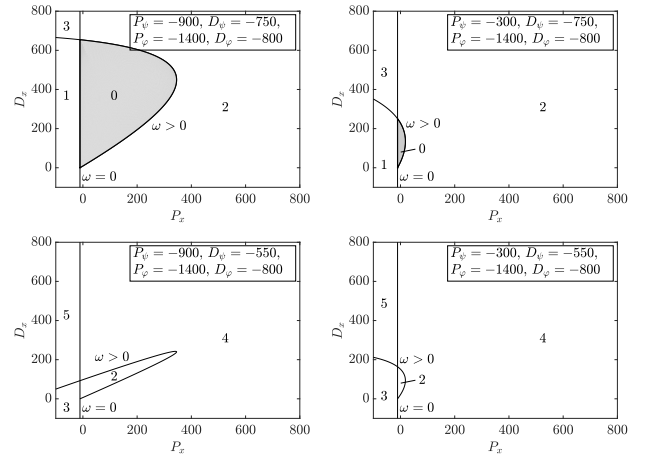 800
600
400
200
0
D_x
3
1
0
2
P_ψ = −900, D_ψ = −750,
P_φ = −1400, D_φ = −800
ω > 0
ω = 0
0 200 400 600 800
P_x
800
600
400
200
0
D_x
3
1
0
2
P_ψ = −300, D_ψ = −750,
P_φ = −1400, D_φ = −800
ω > 0
ω = 0
0 200 400 600 800
P_x
800
600
400
200
0
D_x
5
3
2
4
P_ψ = −900, D_ψ = −550,
P_φ = −1400, D_φ = −800
ω > 0
ω = 0
0 200 400 600 800
P_x
800
600
400
200
0
D_x
5
3
2
4
P_ψ = −300, D_ψ = −550,
P_φ = −1400, D_φ = −800
ω > 0
ω = 0
0 200 400 600 800
P_x